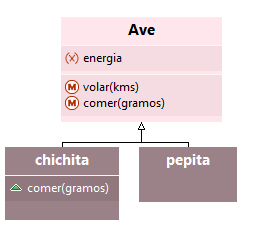 Ave
(x) energia
M volar(kms)
M comer(gramos)
chichita
pepita
comer(gramos)